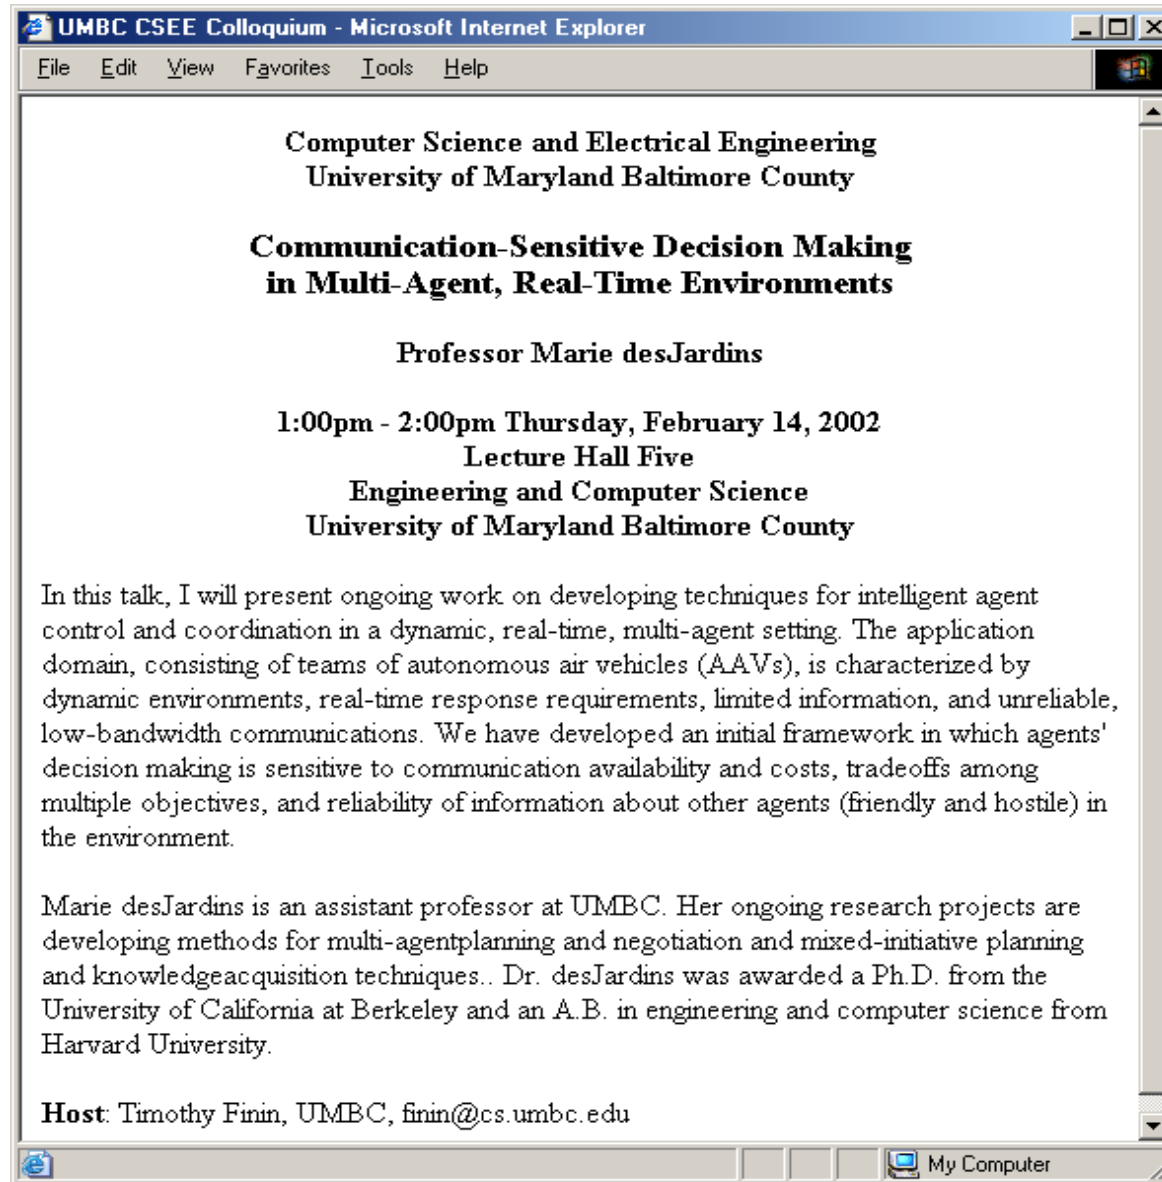 UMBC CSEE Colloquium - Microsoft Internet Explorer
File Edit View Favorites Tools Help
Computer Science and Electrical Engineering
University of Maryland Baltimore County
Communication-Sensitive Decision Making
in Multi-Agent, Real-Time Environments
Professor Marie desJardins
1:00pm - 2:00pm Thursday, February 14, 2002
Lecture Hall Five
Engineering and Computer Science
University of Maryland Baltimore County
In this talk, I will present ongoing work on developing techniques for intelligent agent
control and coordination in a dynamic, real-time, multi-agent setting. The application
domain, consisting of teams of autonomous air vehicles (AAVs), is characterized by
dynamic environments, real-time response requirements, limited information, and unreliable,
low-bandwidth communications. We have developed an initial framework in which agents'
decision making is sensitive to communication availability and costs, tradeoffs among
multiple objectives, and reliability of information about other agents (friendly and hostile) in
the environment.
Marie desJardins is an assistant professor at UMBC. Her ongoing research projects are
developing methods for multi-agentplanning and negotiation and mixed-initiative planning
and knowledgeacquisition techniques.. Dr. desJardins was awarded a Ph.D. from the
University of California at Berkeley and an A.B. in engineering and computer science from
Harvard University.
Host: Timothy Finin, UMBC, finin@cs.umbc.edu
My Computer